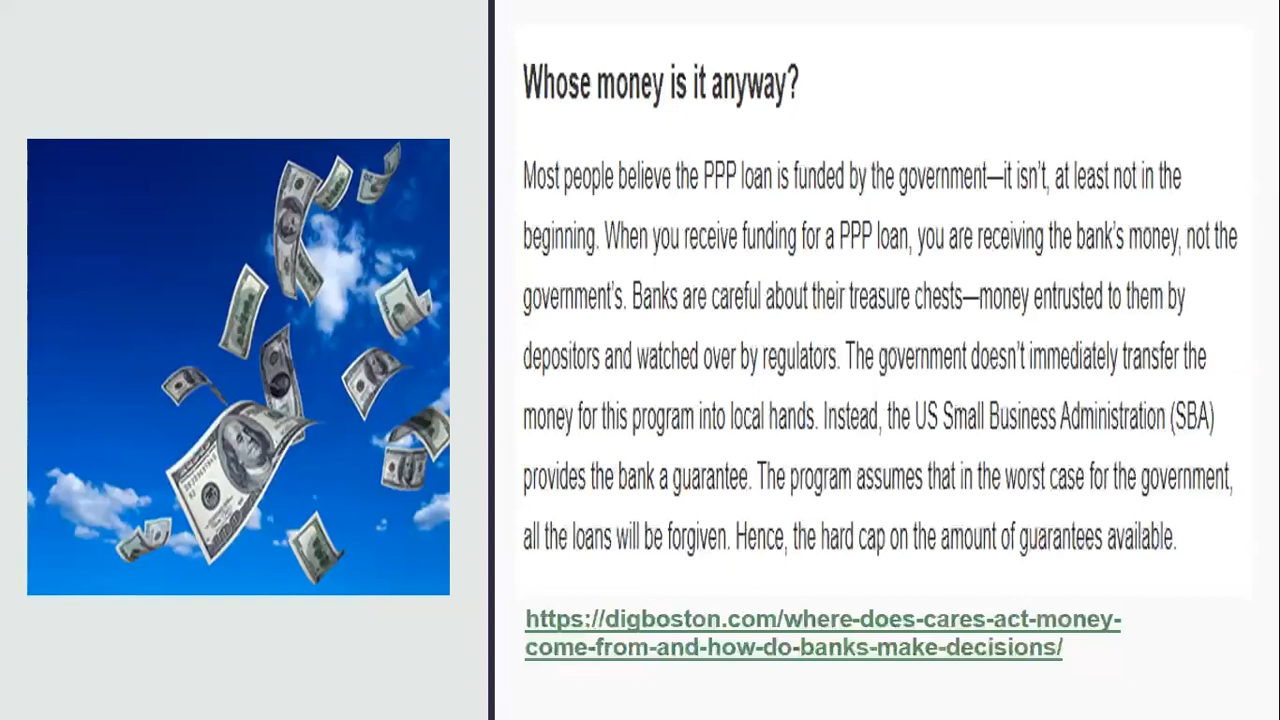 Whose money is it anyway?
Most people believe the PPP loan is funded by the government—it isn't, at least not in the
beginning. When you receive funding for a PPP loan, you are receiving the bank's money, not the
government's. Banks are careful about their treasure chests—money entrusted to them by
depositors and watched over by regulators. The government doesn't immediately transfer the
money for this program into local hands. Instead, the US Small Business Administration (SBA)
provides the bank a guarantee. The program assumes that in the worst case for the government,
all the loans will be forgiven. Hence, the hard cap on the amount of guarantees available.
https://digboston.com/where-does-cares-act-money-
come-from-and-how-do-banks-make-decisions/